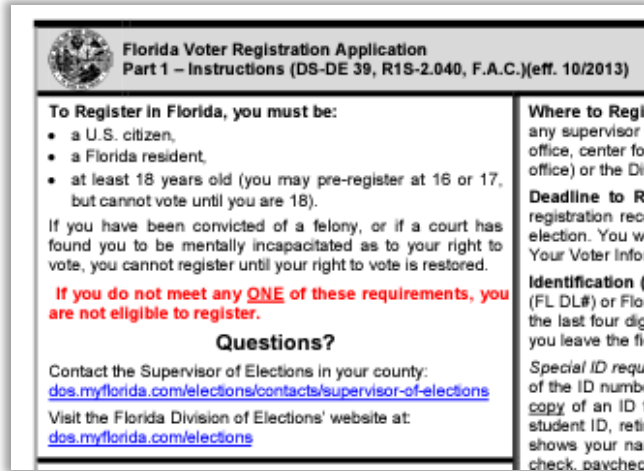 Florida Voter Registration Application
Part 1 – Instructions (DS-DE 39, R1S-2.040, F.A.C.)(eff. 10/2013)
To Register in Florida, you must be:
• a U.S. citizen,
• a Florida resident,
• at least 18 years old (you may pre-register at 16 or 17,
but cannot vote until you are 18).
If you have been convicted of a felony, or if a court has
found you to be mentally incapacitated as to your right to
vote, you cannot register until your right to vote is restored.
If you do not meet any ONE of these requirements, you
are not eligible to register.
Questions?
Contact the Supervisor of Elections in your county:
dos.myflorida.com/elections/contacts/supervisor-of-elections
Visit the Florida Division of Elections' website at:
dos.myflorida.com/elections
Where to Regi
any supervisor
office, center fo
office) or the Di
Deadline to R
registration rec
election. You w
Your Voter Info
Identification (
(FL DL#) or Flo
the last four dig
you leave the fi
Special ID requ
of the ID numbe
copy of an ID
student ID, reti
shows your na
check, paychec